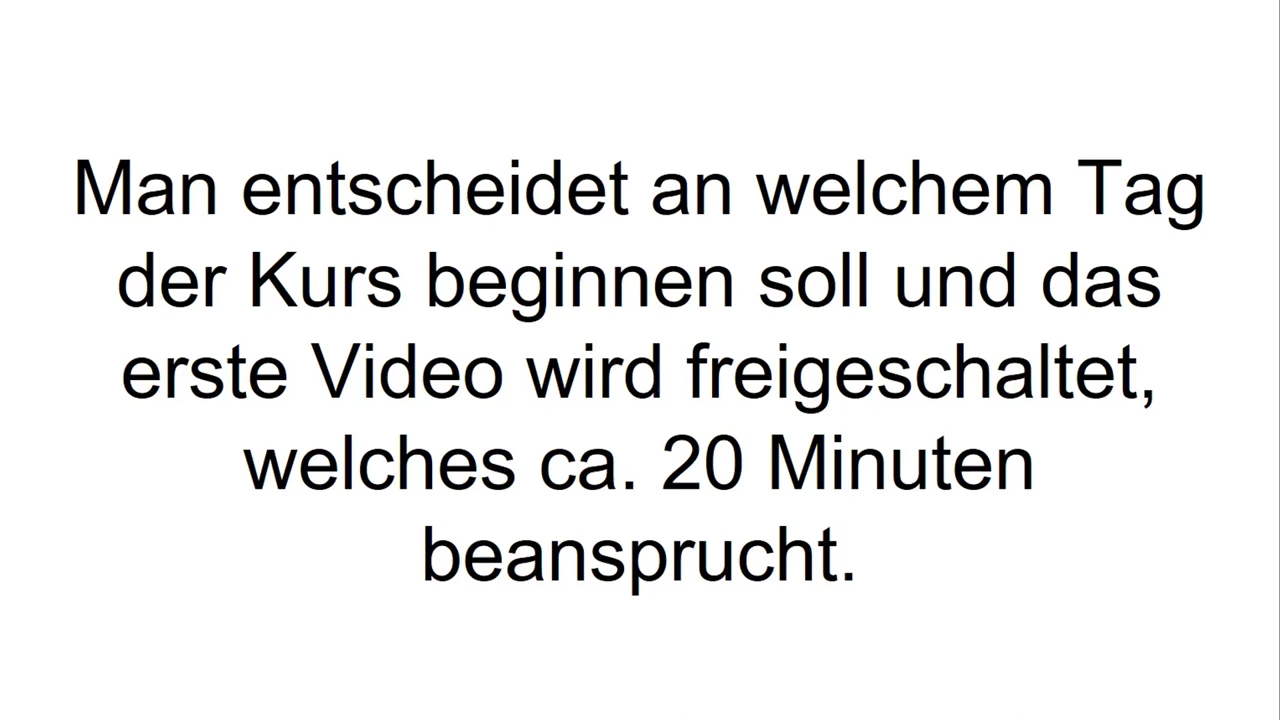 Man entscheidet an welchem Tag
der Kurs beginnen soll und das
erste Video wird freigeschaltet,
welches ca. 20 Minuten
beansprucht.